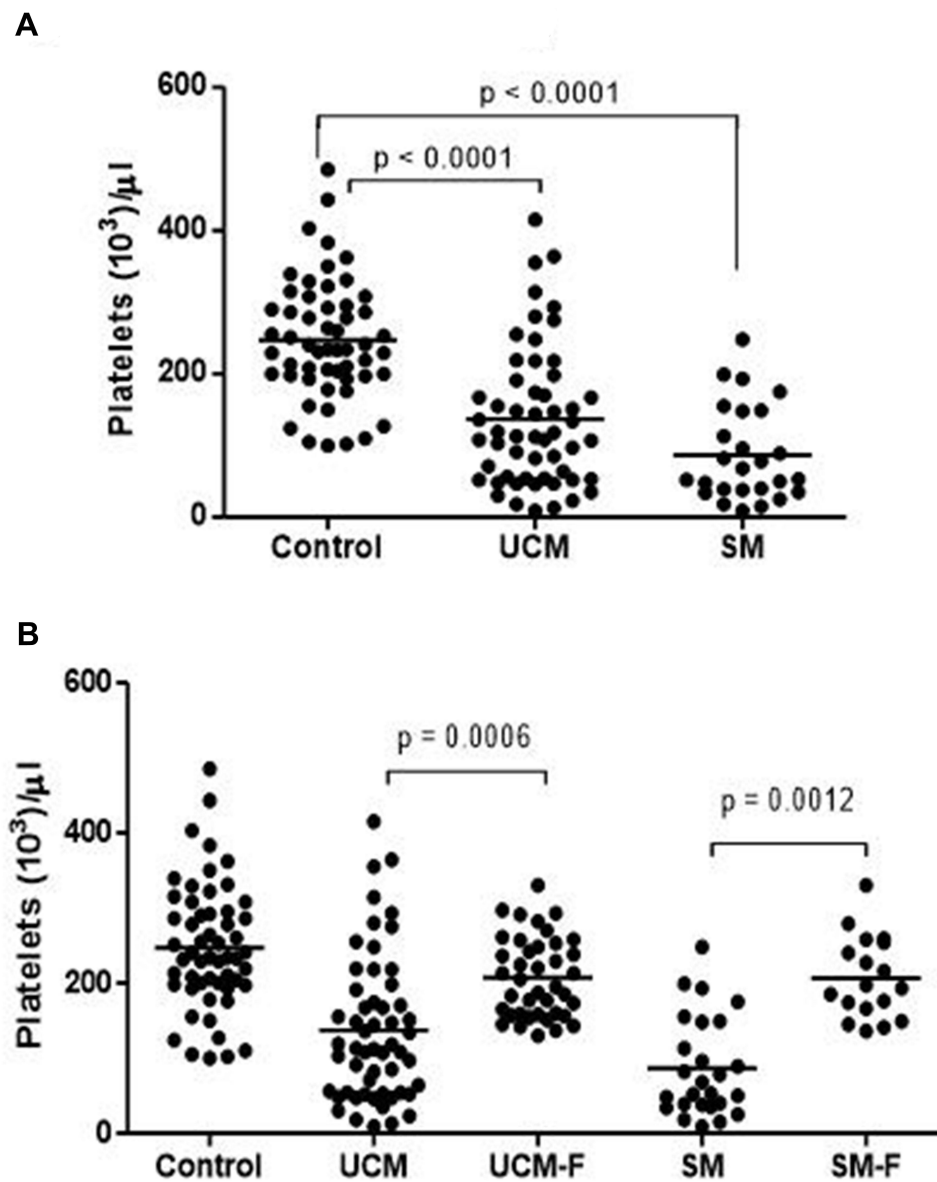 A
Platelets (10³)/µl
600
400
200
0
p < 0.0001
p < 0.0001
Control UCM SM
B
Platelets (10³)/µl
600
400
200
0
p = 0.0006
p = 0.0012
Control UCM UCM-F SM SM-F